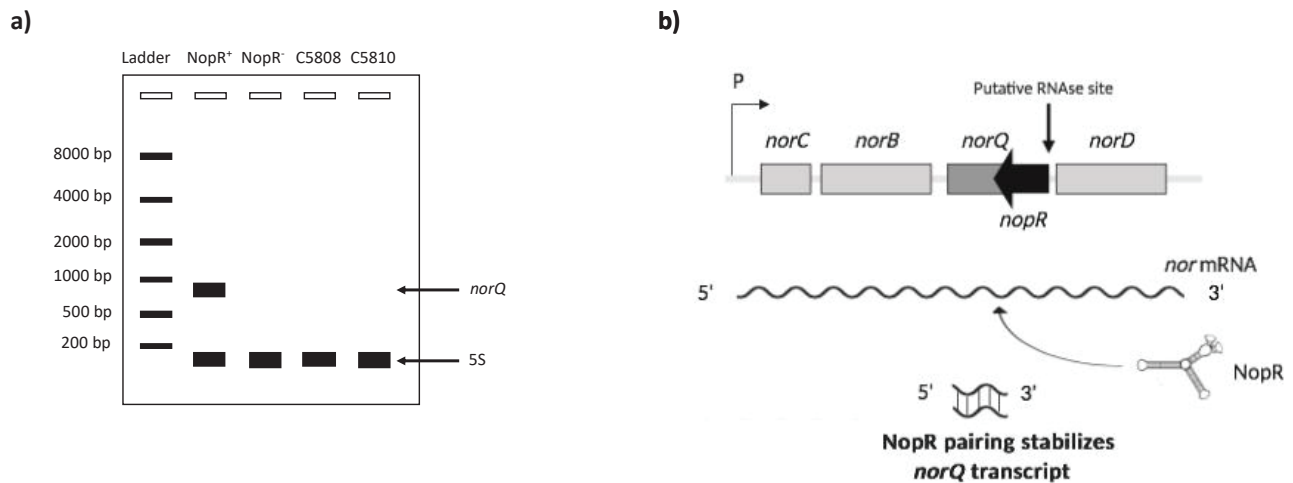 a)
Ladder NopR⁺ NopR⁻ C5808 C5810
8000 bp
4000 bp
2000 bp
1000 bp
norQ
500 bp
200 bp
5S
b)
P
Putative RNAse site
norC norB norQ norD
nopR
nor mRNA
5' 3'
NopR
5' 3'
NopR pairing stabilizes
norQ transcript